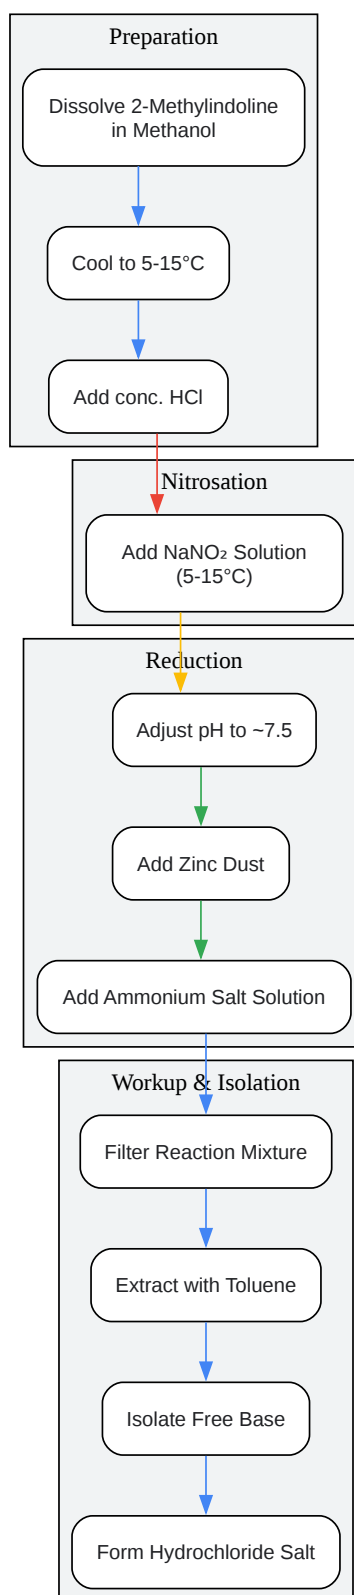 Preparation
Dissolve 2-Methylindoline
in Methanol
Cool to 5-15°C
Add conc. HCl
Nitrosation
Add NaNO₂ Solution
(5-15°C)
Reduction
Adjust pH to ~7.5
Add Zinc Dust
Add Ammonium Salt Solution
Workup & Isolation
Filter Reaction Mixture
Extract with Toluene
Isolate Free Base
Form Hydrochloride Salt